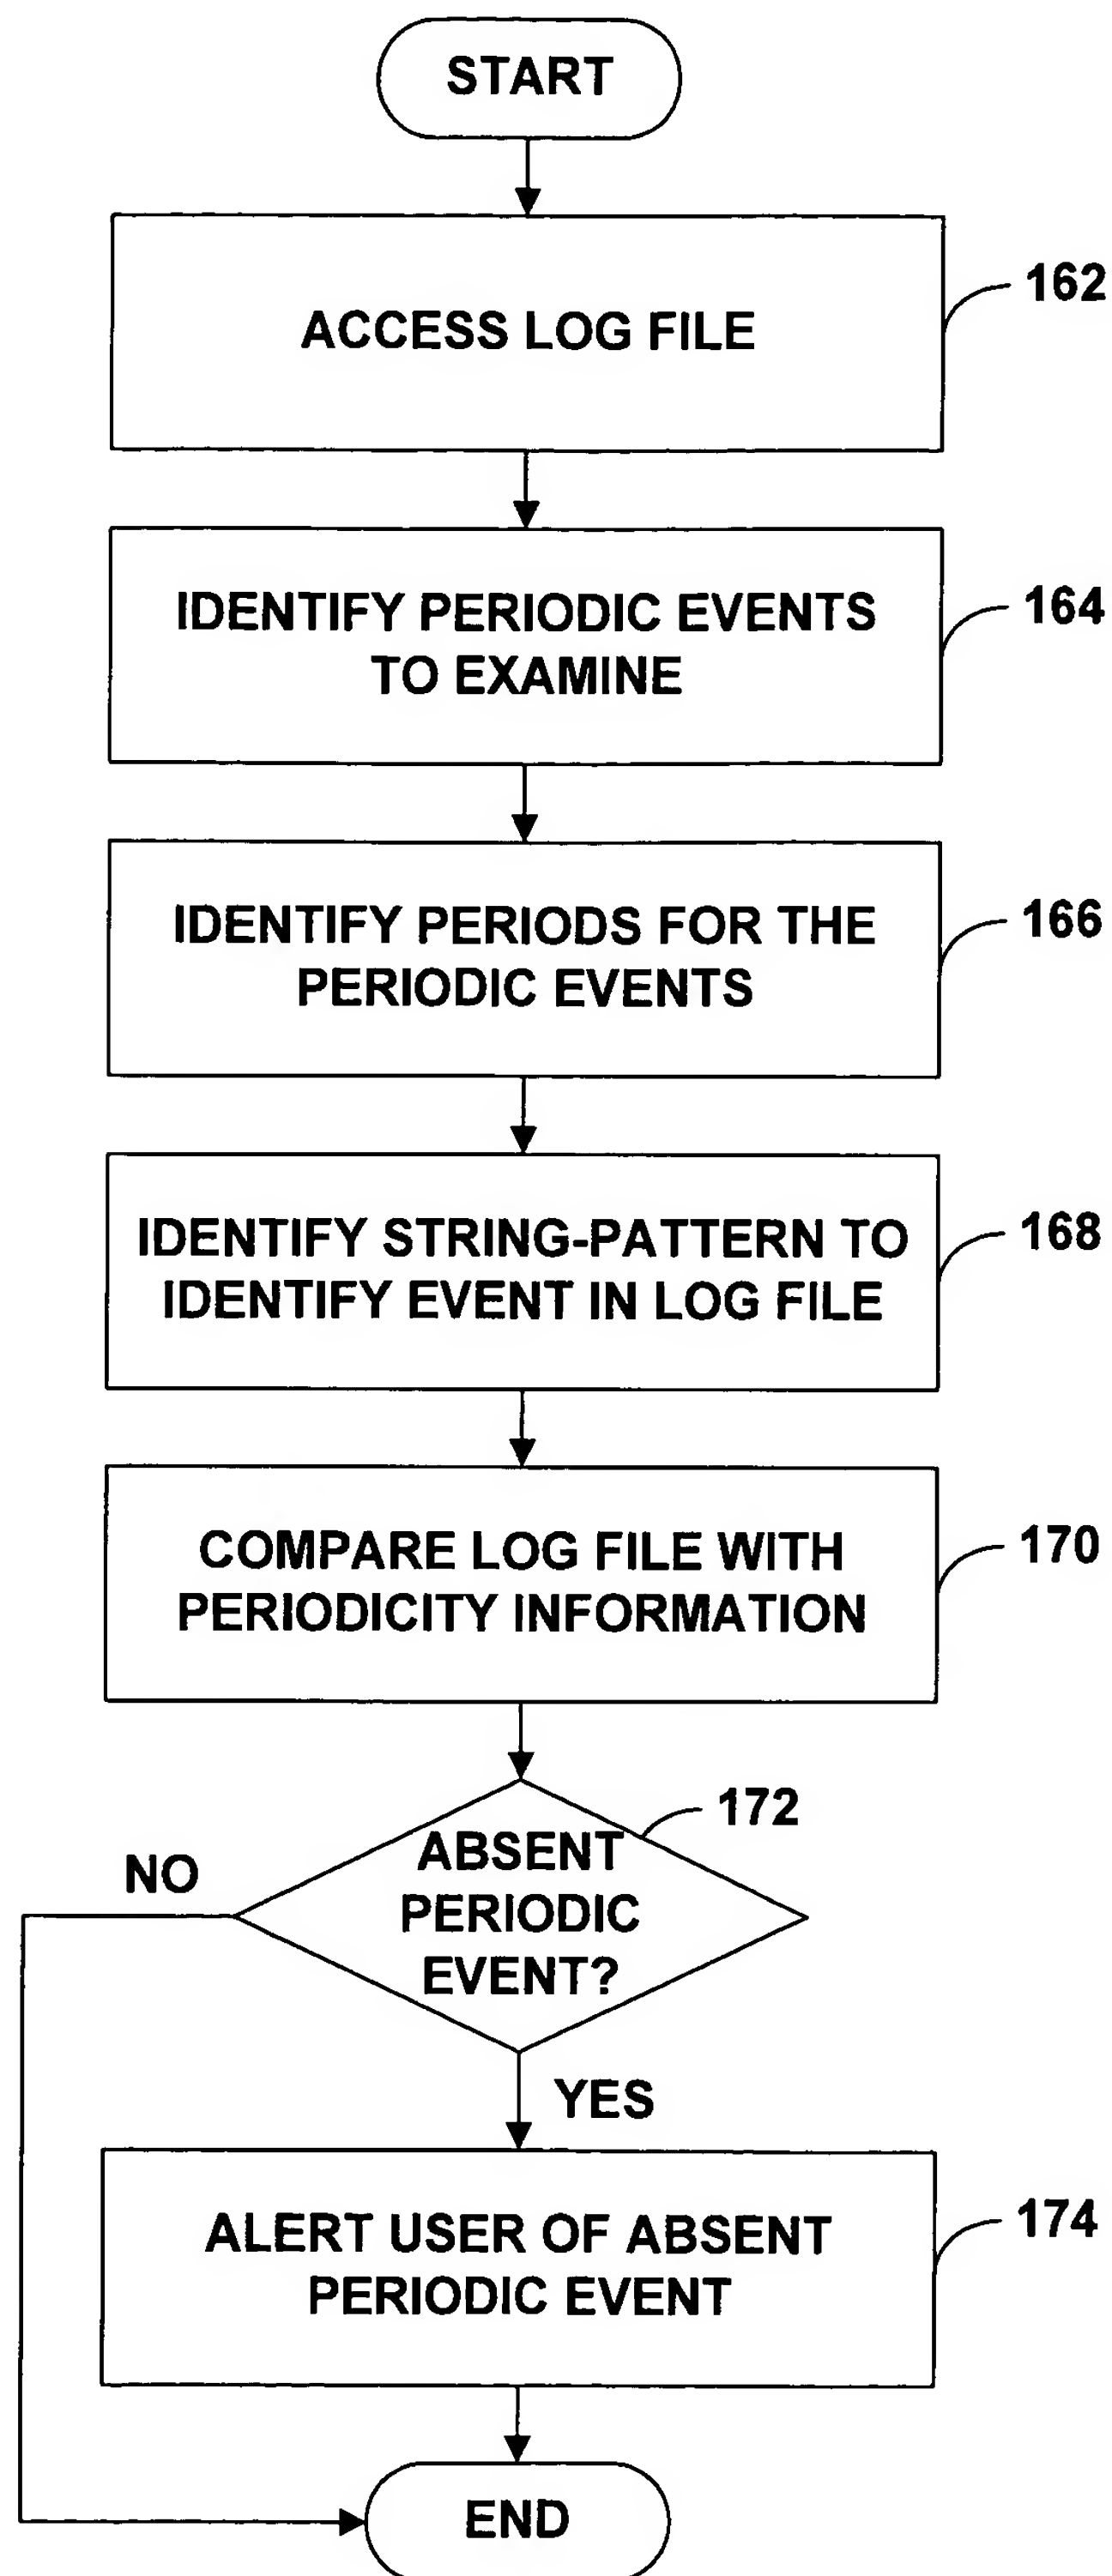 START
ACCESS LOG FILE
162
IDENTIFY PERIODIC EVENTS
TO EXAMINE
164
IDENTIFY PERIODS FOR THE
PERIODIC EVENTS
166
IDENTIFY STRING-PATTERN TO
IDENTIFY EVENT IN LOG FILE
168
COMPARE LOG FILE WITH
PERIODICITY INFORMATION
170
172
ABSENT
PERIODIC
EVENT?
NO
YES
ALERT USER OF ABSENT
PERIODIC EVENT
174
END